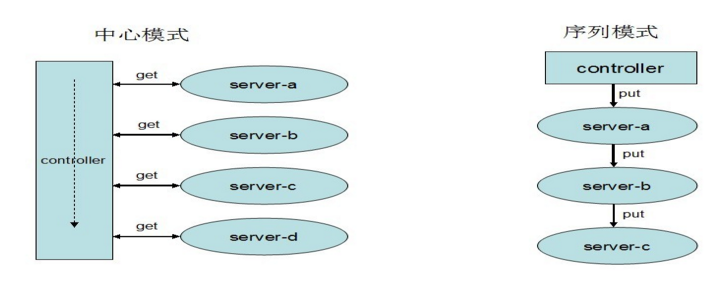 中心模式
get
server-a
get
server-b
controller
get
server-c
get
server-d
序列模式
controller
put
server-a
put
server-b
put
server-c